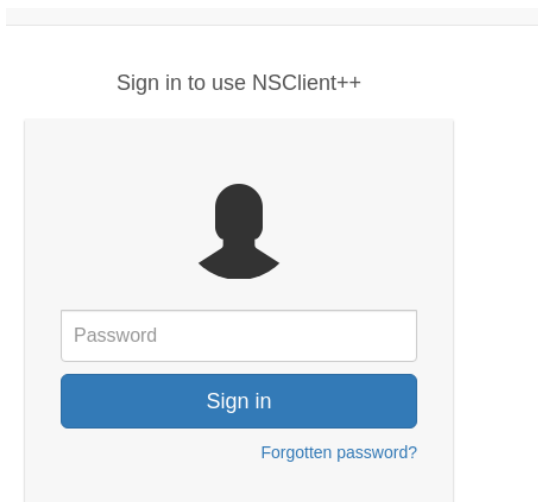 Sign in to use NSClient++
Password
Sign in
Forgotten password?